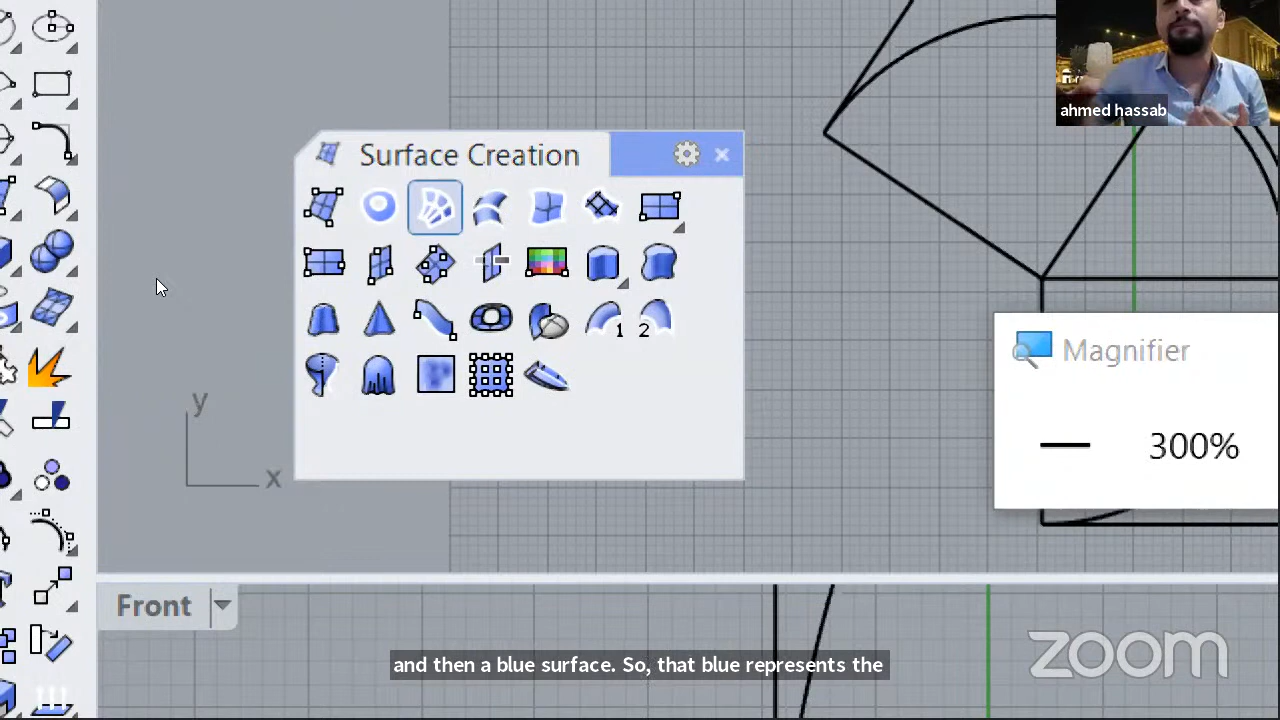 ahmed hassab
Surface Creation
1
2
y
x
Magnifier
300%
Front
and then a blue surface. So, that blue represents the
zoom